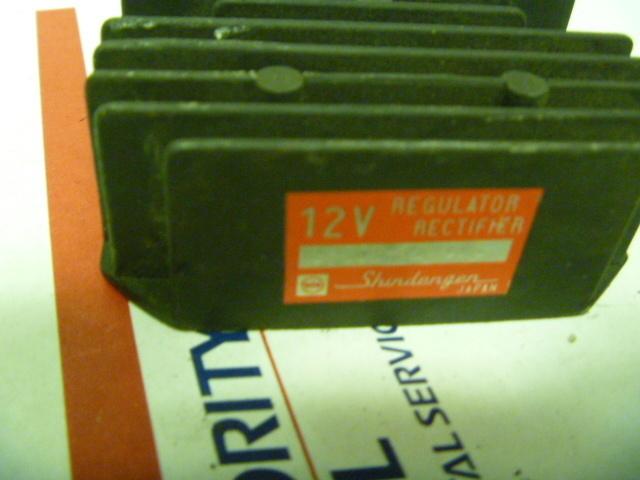 12V REGULATOR
RECTIFIER
Shindengen
JAPAN
ORITY
L
AL SERVIC